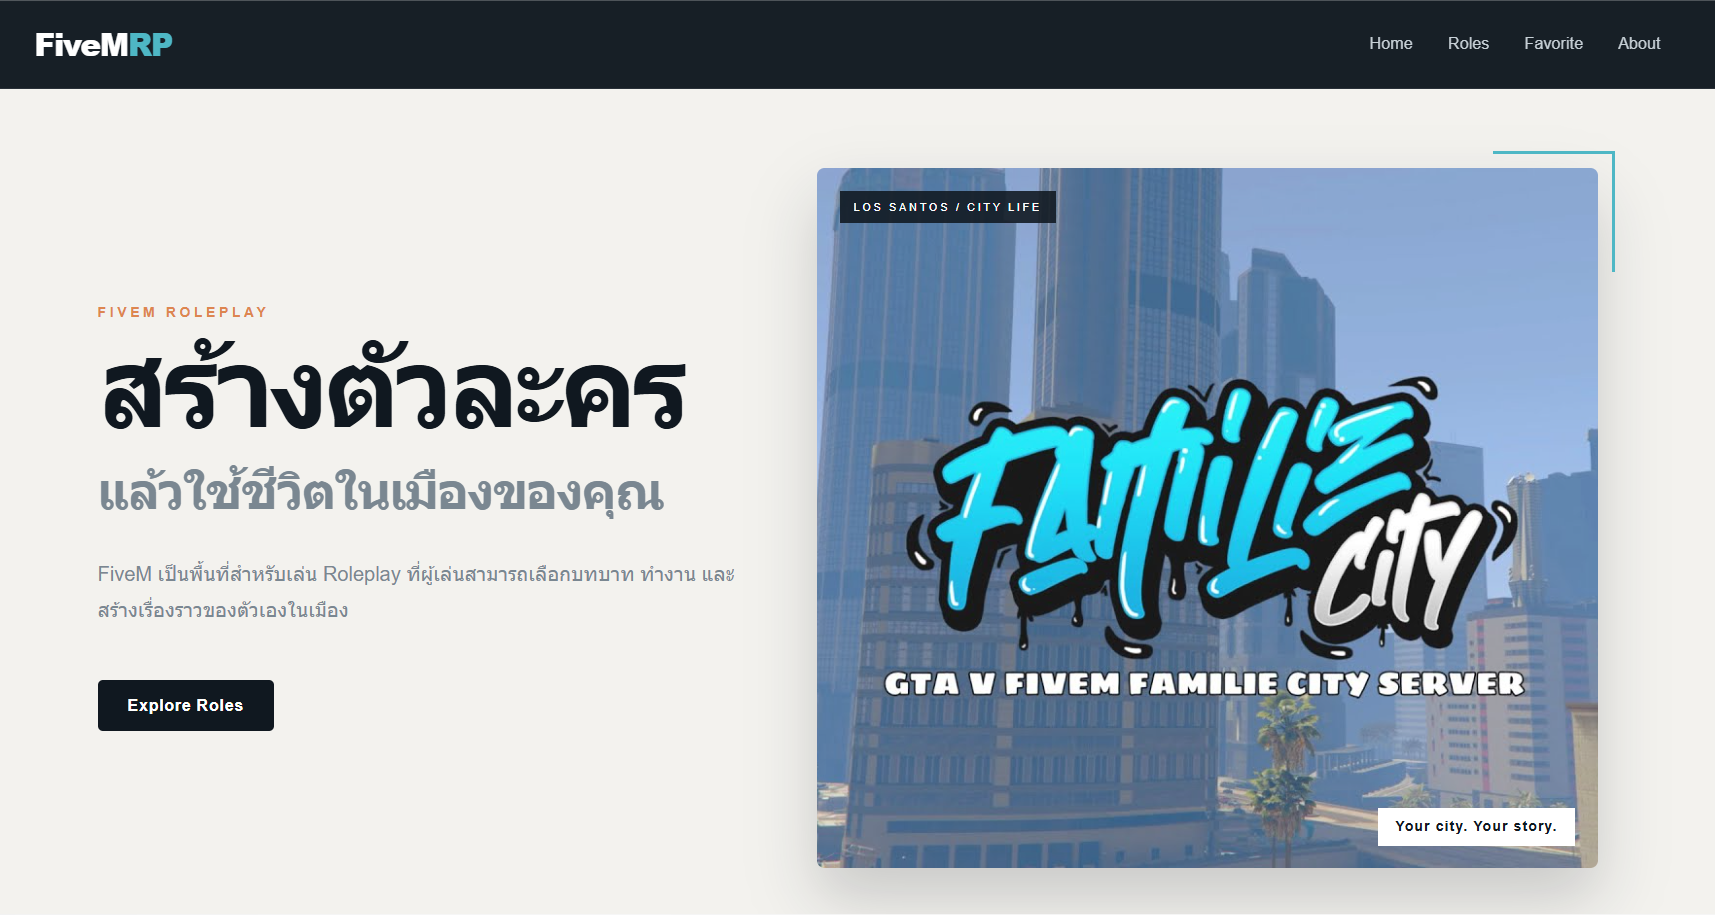 FiveMRP
Home Roles Favorite About
FIVEM ROLEPLAY
สร้างตัวละคร
แล้วใช้ชีวิตในเมืองของคุณ
FiveM เป็นพื้นที่สำหรับเล่น Roleplay ที่ผู้เล่นสามารถเลือกบทบาท ทำงาน และ
สร้างเรื่องราวของตัวเองในเมือง
Explore Roles
LOS SANTOS / CITY LIFE
FAMILIE
CITY
GTA V FIVEM FAMILIE CITY SERVER
Your city. Your story.